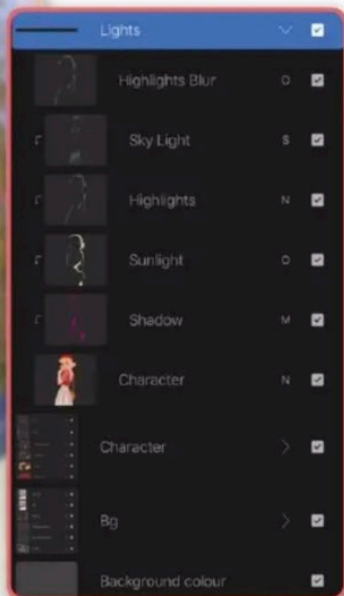 Lights
Highlights Blur O
Sky Light S
Highlights N
Sunlight O
Shadow M
Character N
Character
Bg
Background colour